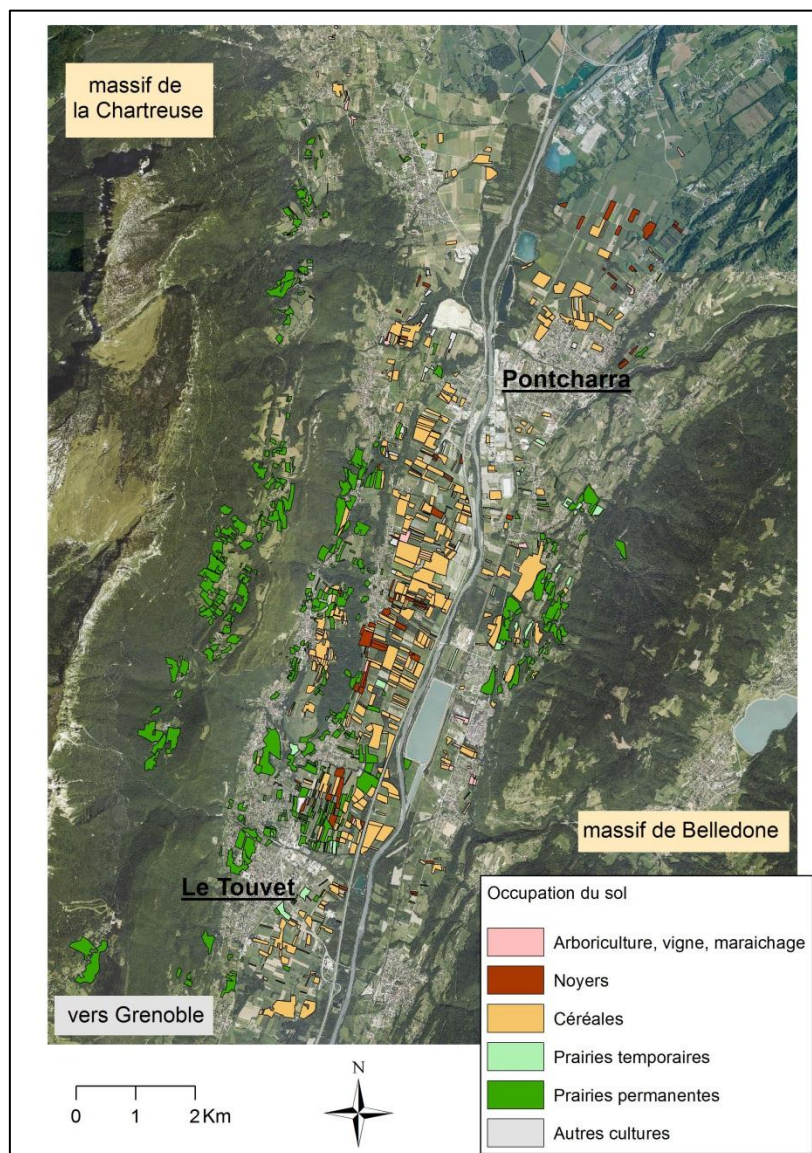 massif de
la Chartreuse
Pontcharra
massif de Belledone
Le Touvet
vers Grenoble
Occupation du sol
Arboriculture, vigne, maraichage
Noyers
Céréales
Prairies temporaires
Prairies permanentes
Autres cultures
0 1 2 Km
N